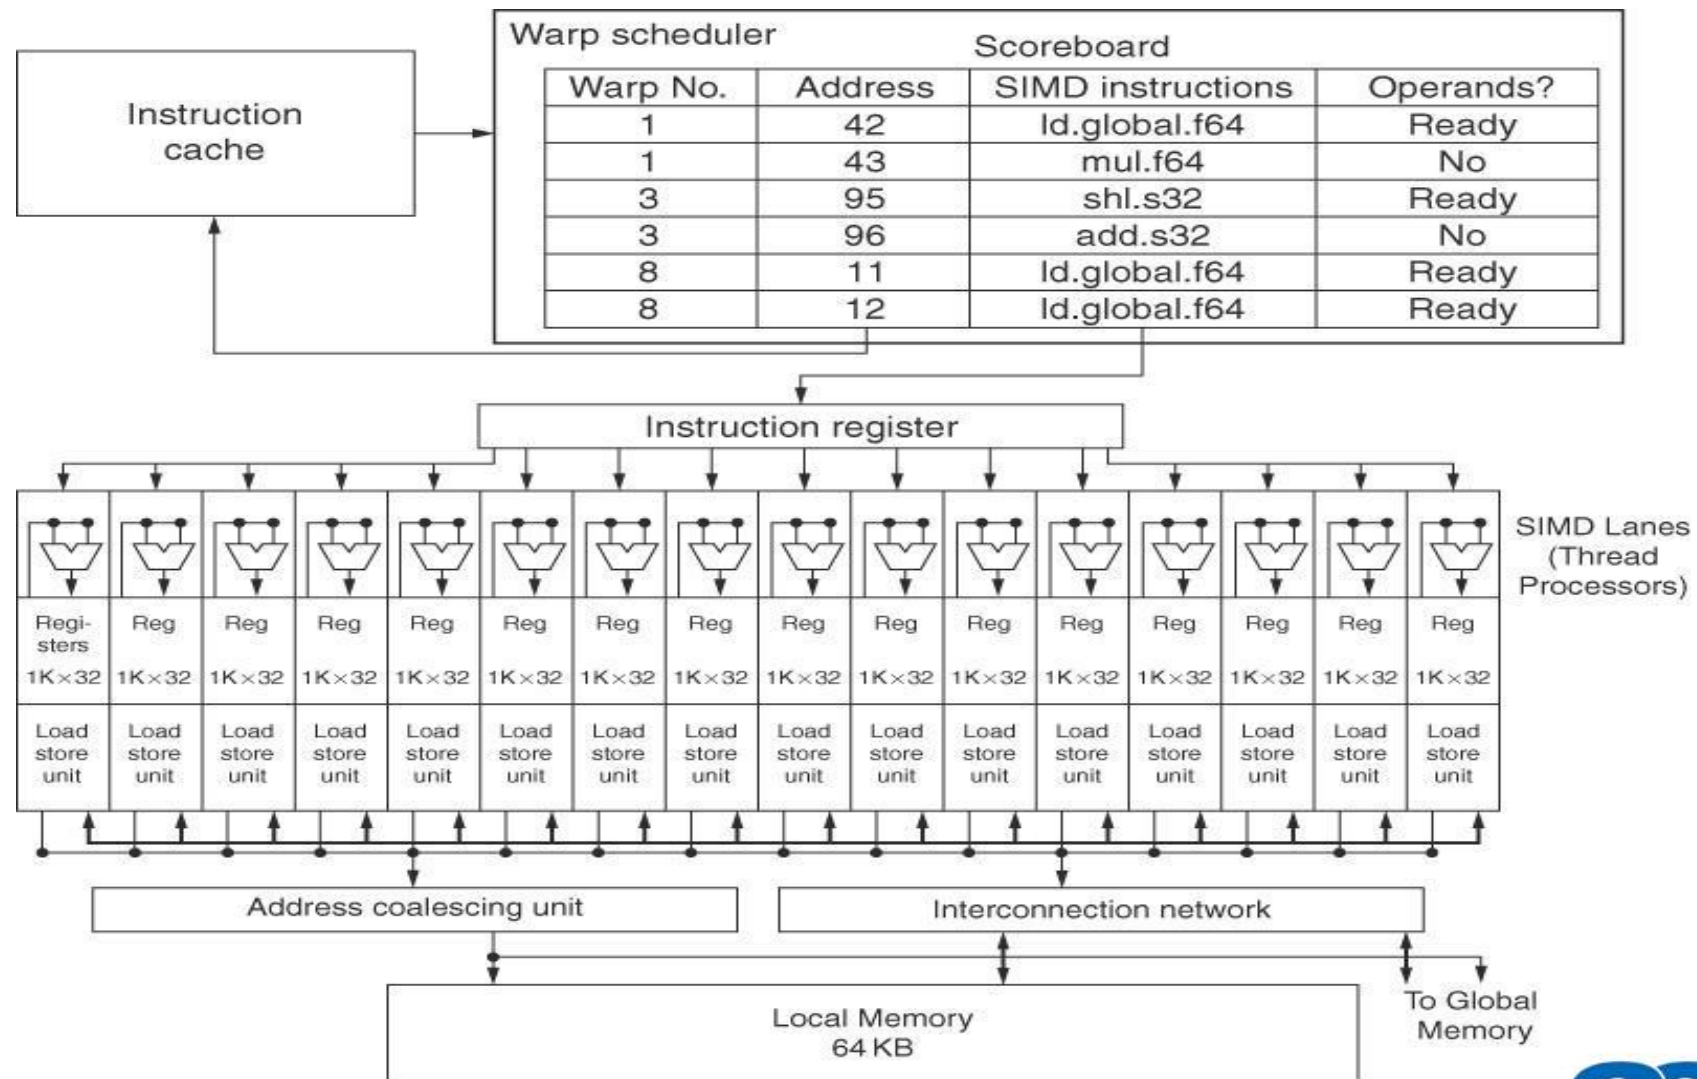 Warp scheduler
Scoreboard
Instruction
cache
Warp No. Address SIMD instructions Operands?
1 42 ld.global.f64 Ready
1 43 mul.f64 No
3 95 shl.s32 Ready
3 96 add.s32 No
8 11 ld.global.f64 Ready
8 12 ld.global.f64 Ready
Instruction register
SIMD Lanes
(Thread
Processors)
Regi- Reg Reg Reg Reg Reg Reg Reg Reg Reg Reg Reg Reg Reg Reg Reg
sters
1K×32 1K×32 1K×32 1K×32 1K×32 1K×32 1K×32 1K×32 1K×32 1K×32 1K×32 1K×32 1K×32 1K×32 1K×32 1K×32
Load Load Load Load Load Load Load Load Load Load Load Load Load Load Load Load
store store store store store store store store store store store store store store store store
unit unit unit unit unit unit unit unit unit unit unit unit unit unit unit unit
Address coalescing unit
Interconnection network
To Global
Memory
Local Memory
64 KB